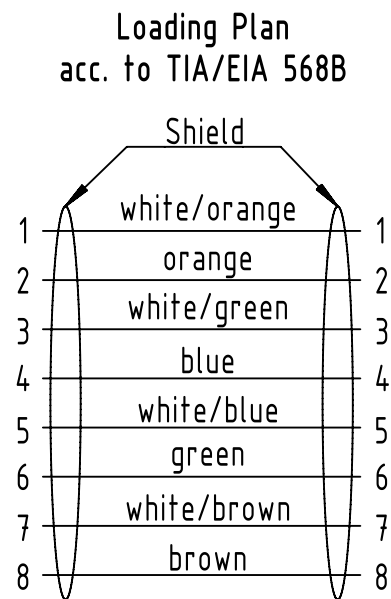 Loading Plan
acc. to TIA/EIA 568B
Shield
1 white/orange 1
2 orange 2
3 white/green 3
4 blue 4
5 white/blue 5
6 green 6
7 white/brown 7
8 brown 8